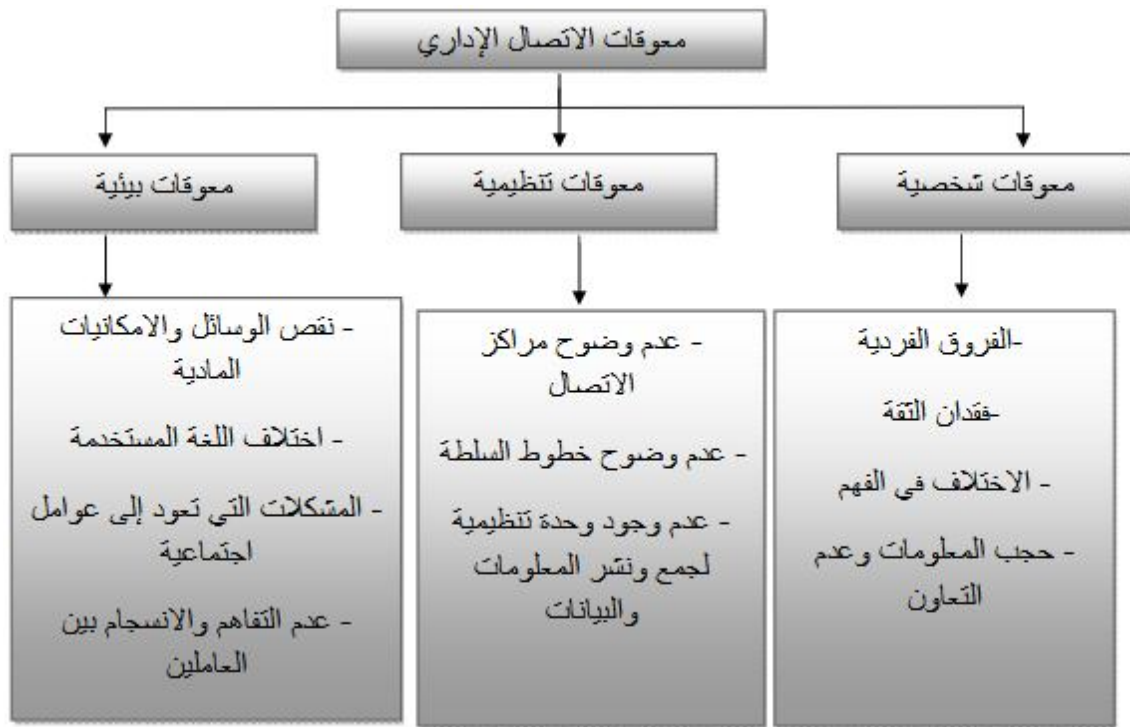 معوقات الاتصال الإداري
معوقات شخصية
معوقات تنظيمية
معوقات بيئية
-الفروق الفردية
-فقدان الثقة
- الاختلاف في الفهم
- حجب المعلومات وعدم
التعاون
- عدم وضوح مراكز
الاتصال
- عدم وضوح خطوط السلطة
- عدم وجود وحدة تنظيمية
لجمع ونشر المعلومات
والبيانات
- نقص الوسائل والامكانيات
المادية
- اختلاف اللغة المستخدمة
- المشكلات التي تعود إلى عوامل
اجتماعية
- عدم التفاهم والانسجام بين
العاملين